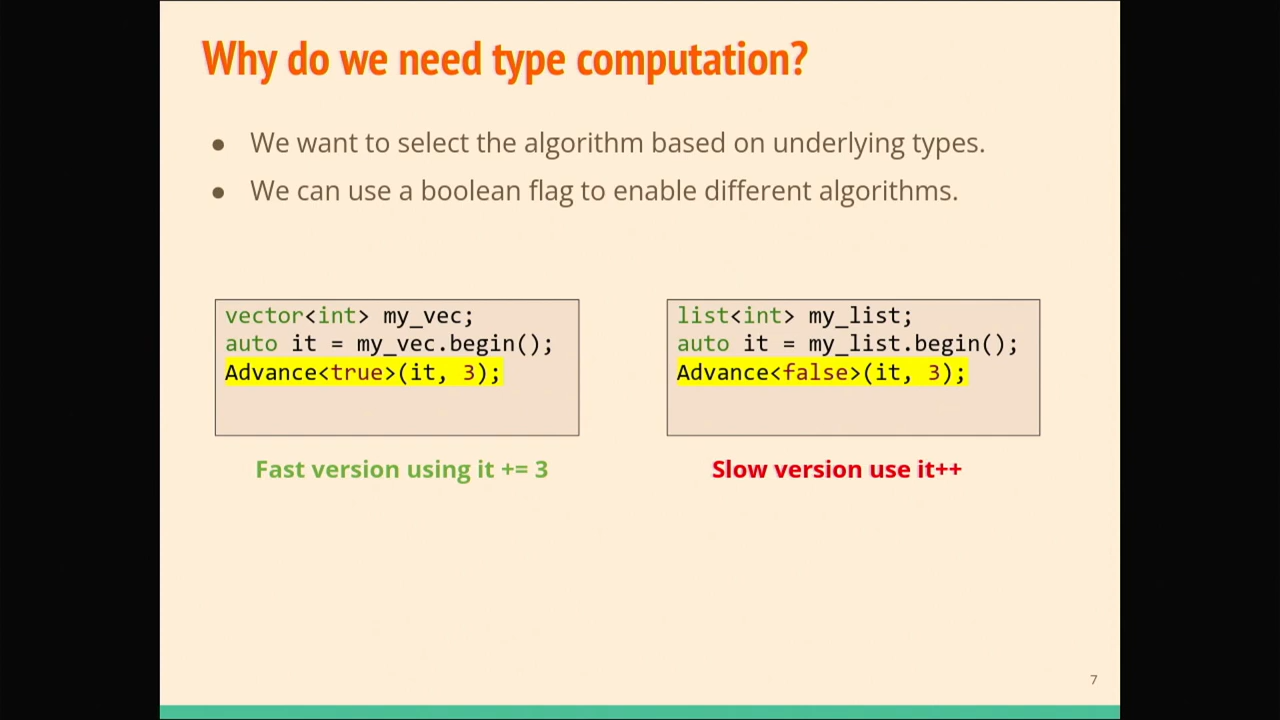 Why do we need type computation?
● We want to select the algorithm based on underlying types.
● We can use a boolean flag to enable different algorithms.
vector<int> my_vec;
auto it = my_vec.begin();
Advance<true>(it, 3);
Fast version using it += 3
list<int> my_list;
auto it = my_list.begin();
Advance<false>(it, 3);
Slow version use it++
7